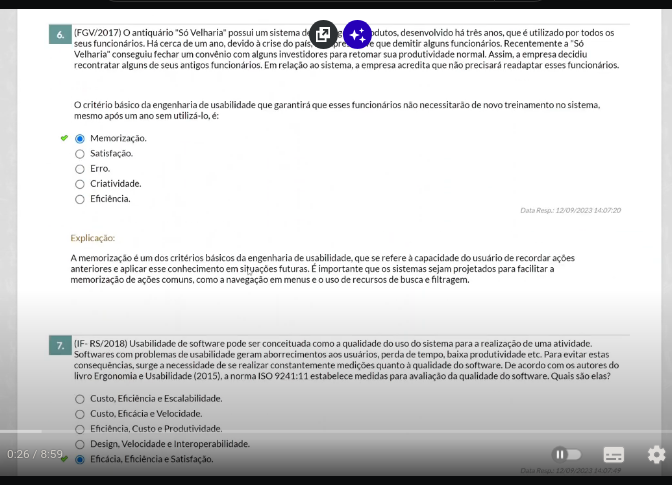 6.
(FGV/2017) O antiquário "Só Velharia" possui um sistema de produtos, desenvolvido há três anos, que é utilizado por todos os
seus funcionários. Há cerca de um ano, devido à crise do país, que demitir alguns funcionários. Recentemente a "Só
Velharia" conseguiu fechar um convênio com alguns investidores para retomar sua produtividade normal. Assim, a empresa decidiu
recontratar alguns de seus antigos funcionários. Em relação ao sistema, a empresa acredita que não precisará readaptar esses funcionários.
O critério básico da engenharia de usabilidade que garantirá que esses funcionários não necessitarão de novo treinamento no sistema,
mesmo após um ano sem utilizá-lo, é:
Memorização.
Satisfação.
Erro.
Criatividade.
Eficiência.
Data Resp.: 12/09/2023 14:07:20
Explicação:
A memorização é um dos critérios básicos da engenharia de usabilidade, que se refere à capacidade do usuário de recordar ações
anteriores e aplicar esse conhecimento em situações futuras. É importante que os sistemas sejam projetados para facilitar a
memorização de ações comuns, como a navegação em menus e o uso de recursos de busca e filtragem.
7.
(IF- RS/2018) Usabilidade de software pode ser conceituada como a qualidade do uso do sistema para a realização de uma atividade.
Softwares com problemas de usabilidade geram aborrecimentos aos usuários, perda de tempo, baixa produtividade etc. Para evitar estas
consequências, surge a necessidade de se realizar constantemente medições quanto à qualidade do software. De acordo com os autores do
livro Ergonomia e Usabilidade (2015), a norma ISO 9241:11 estabelece medidas para avaliação da qualidade do software. Quais são elas?
Custo, Eficiência e Escalabilidade.
Custo, Eficácia e Velocidade.
Eficiência, Custo e Produtividade.
Design, Velocidade e Interoperabilidade.
0:26 / 8:59
Eficácia, Eficiência e Satisfação.
Data Resp.: 12/09/2023 14:07:49